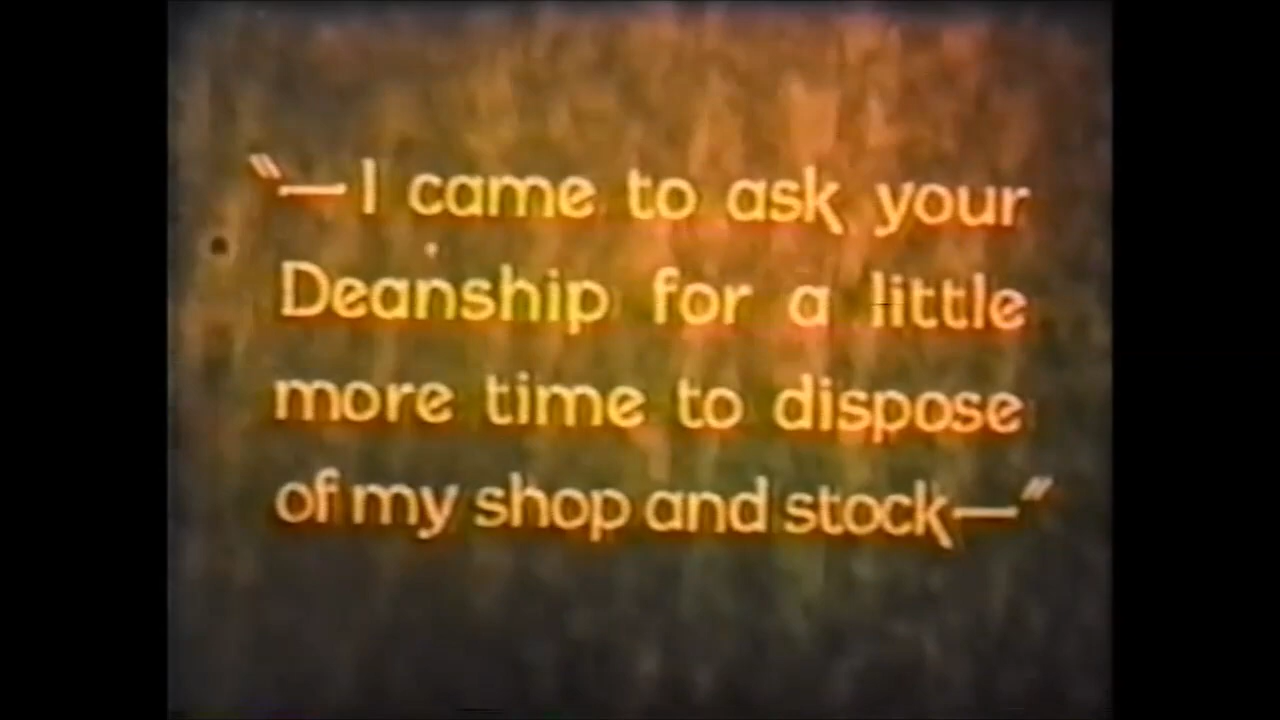 "—I came to ask your
Deanship for a little
more time to dispose
of my shop and stock—"